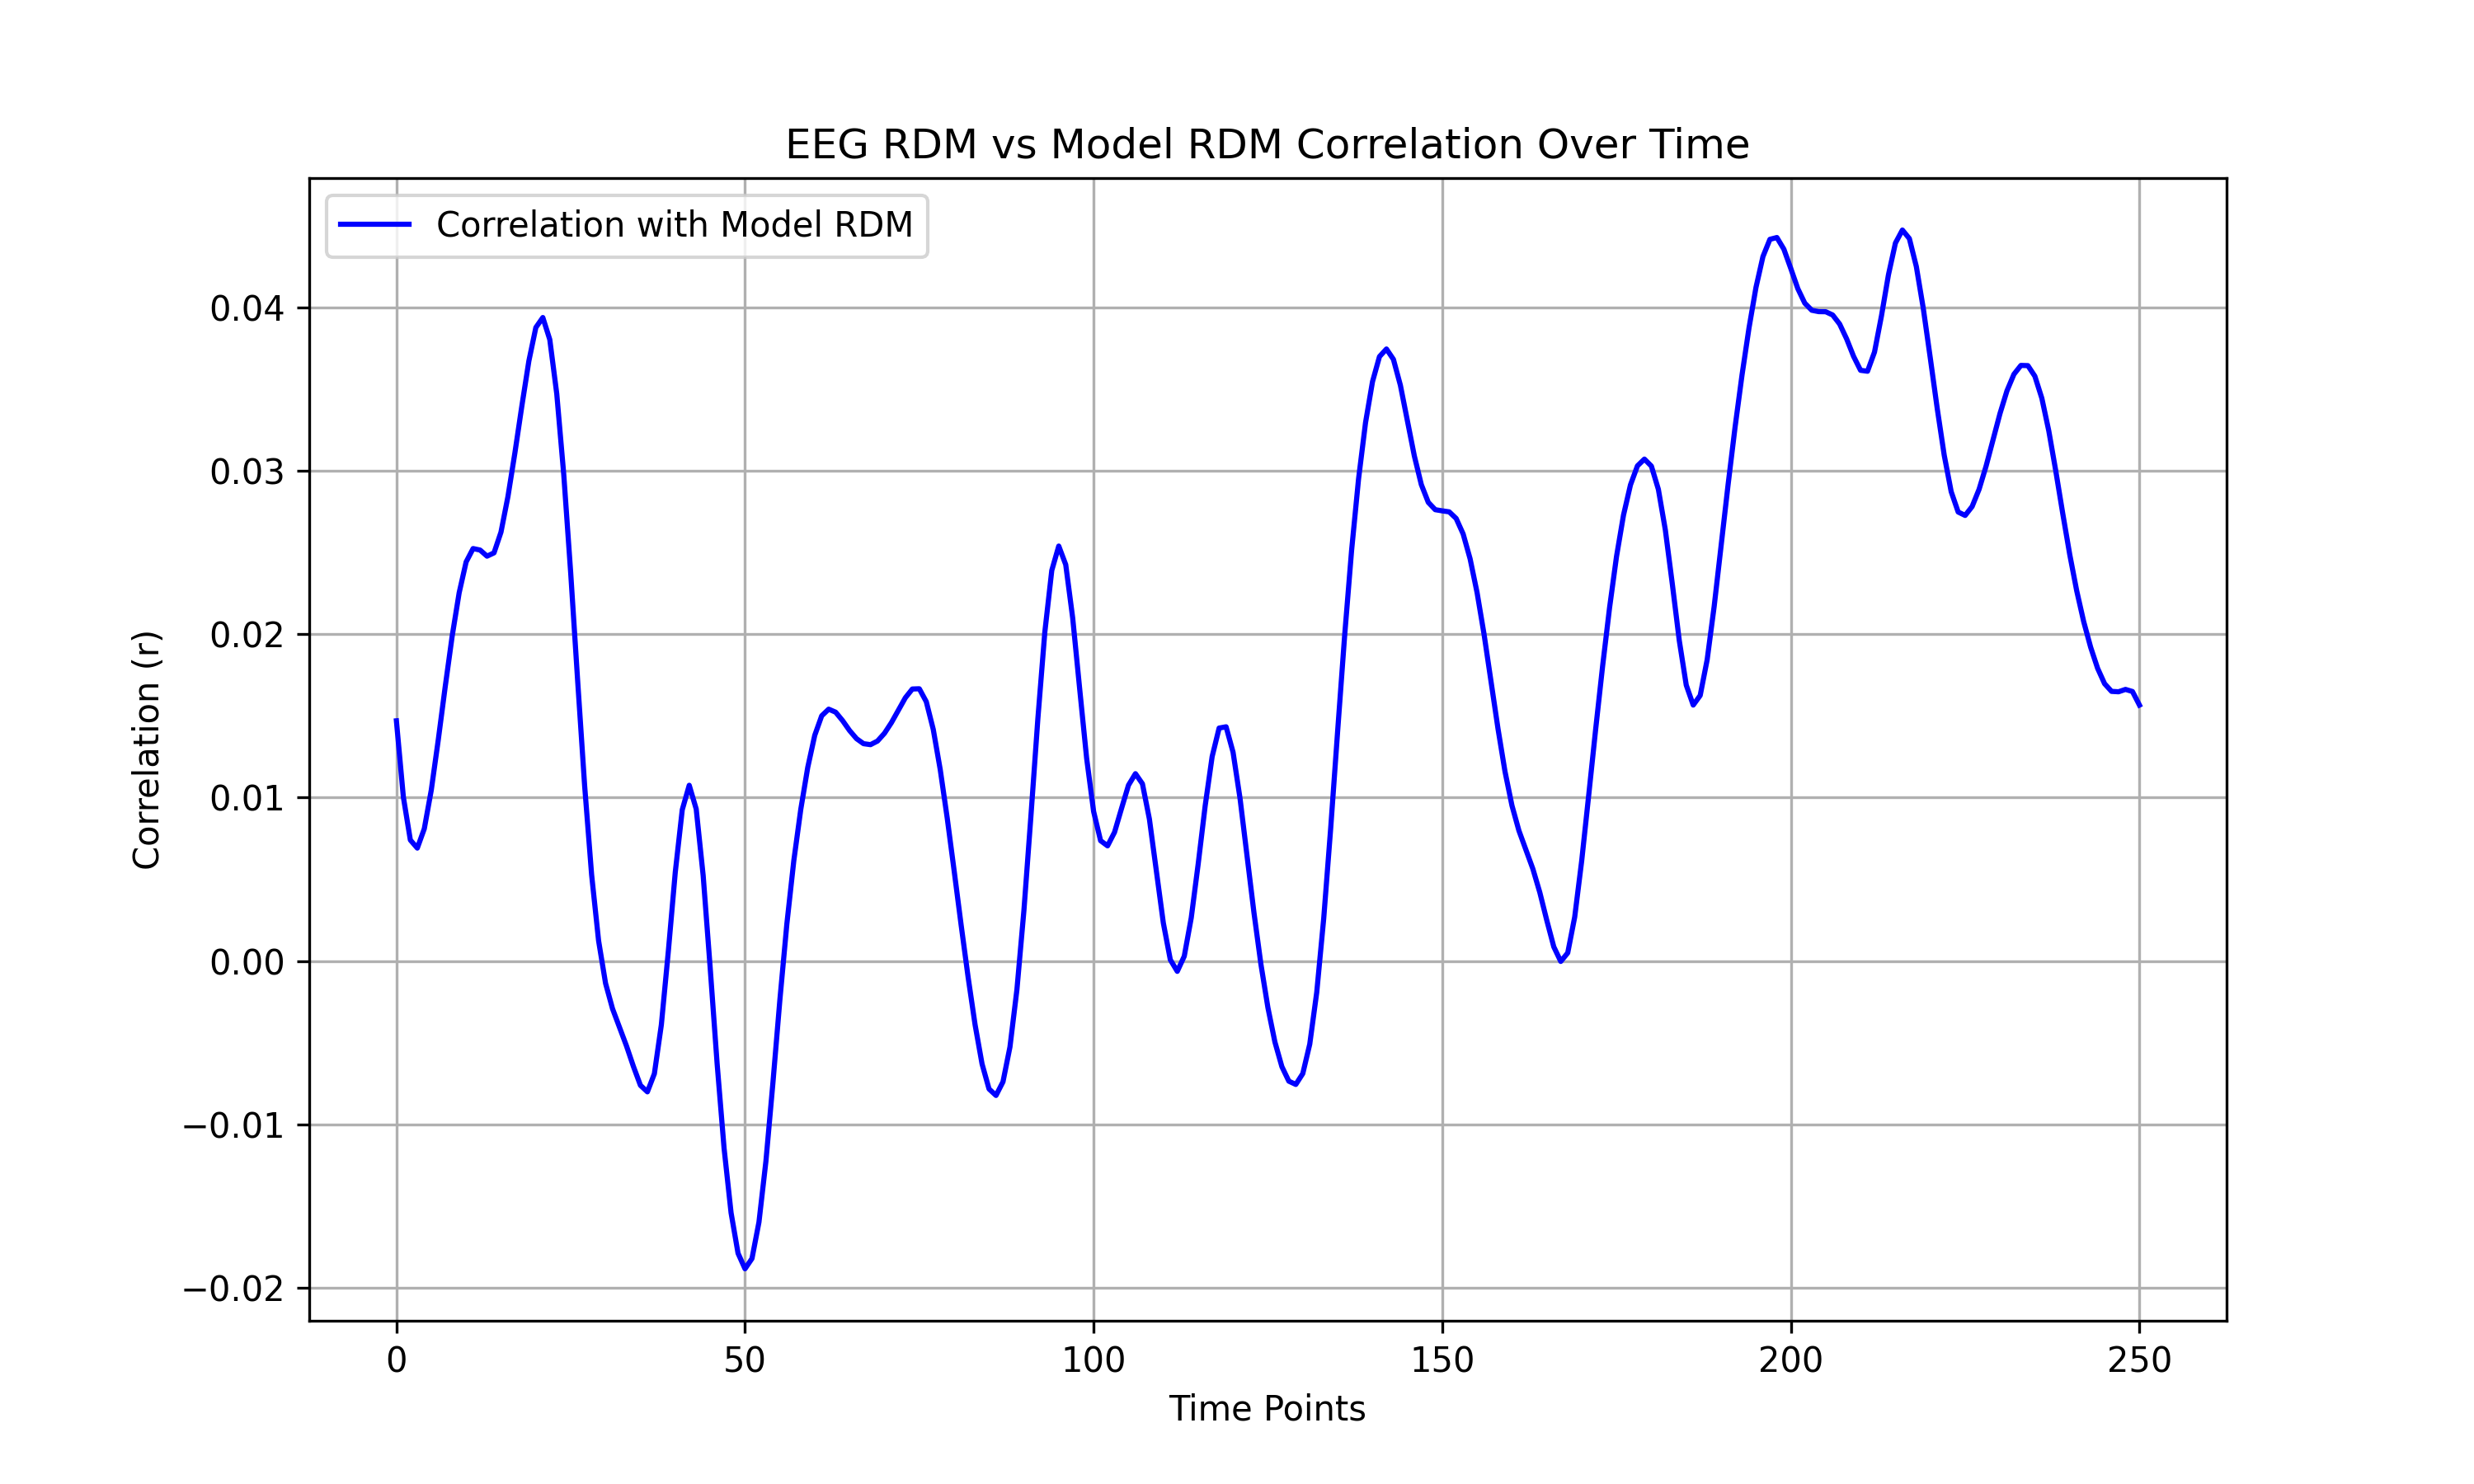 EEG RDM vs Model RDM Correlation Over Time
Correlation with Model RDM
Correlation (r)
0.04
0.03
0.02
0.01
0.00
−0.01
−0.02
0 50 100 150 200 250
Time Points